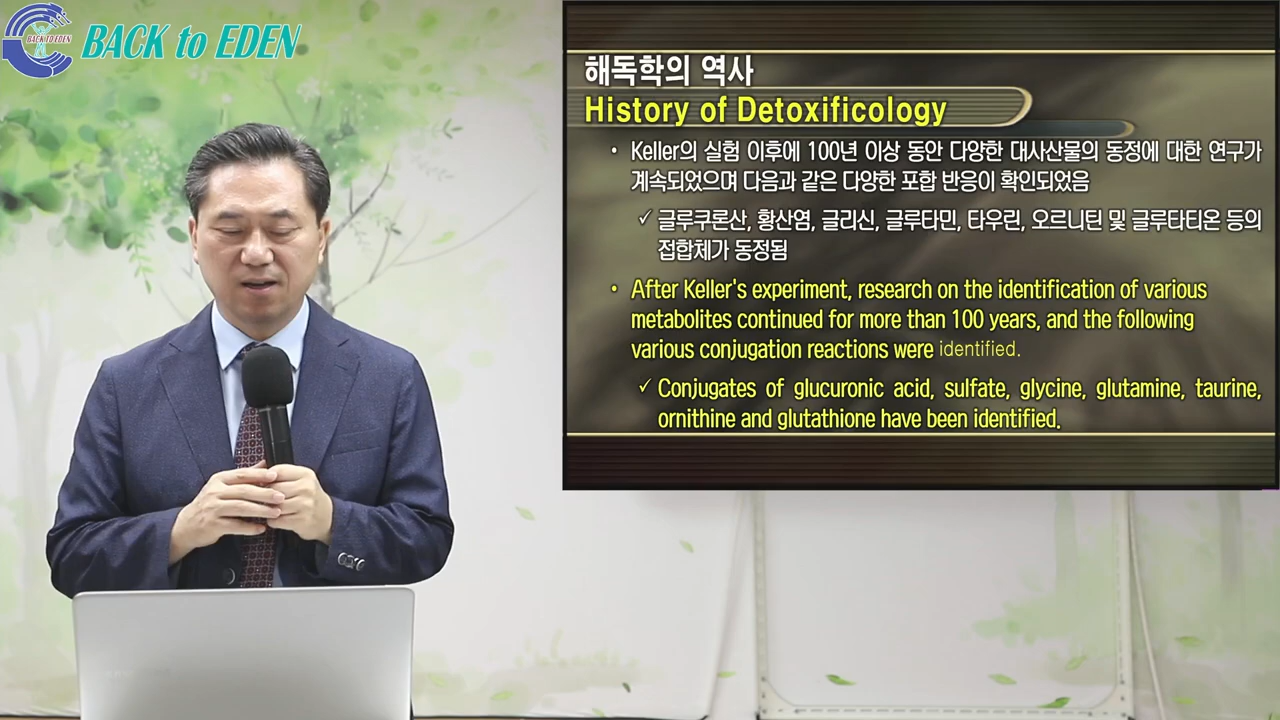 BACK TO EDEN
BACK to EDEN
해독학의 역사
History of Detoxificology
• Keller의 실험 이후에 100년 이상 동안 다양한 대사산물의 동정에 대한 연구가
계속되었으며 다음과 같은 다양한 포합 반응이 확인되었음
✓ 글루쿠론산, 황산염, 글리신, 글루타민, 타우린, 오르니틴 및 글루타티온 등의
접합체가 동정됨
• After Keller's experiment, research on the identification of various
metabolites continued for more than 100 years, and the following
various conjugation reactions were identified.
✓ Conjugates of glucuronic acid, sulfate, glycine, glutamine, taurine,
ornithine and glutathione have been identified.